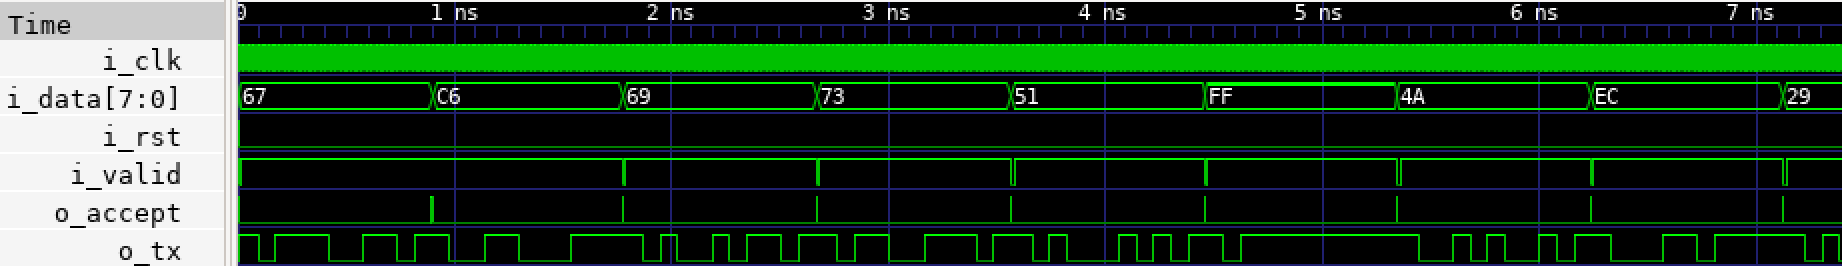 Time 0 1 ns 2 ns 3 ns 4 ns 5 ns 6 ns 7 ns
i_clk
i_data[7:0] 67 C6 69 73 51 FF 4A EC 29
i_rst
i_valid
o_accept
o_tx